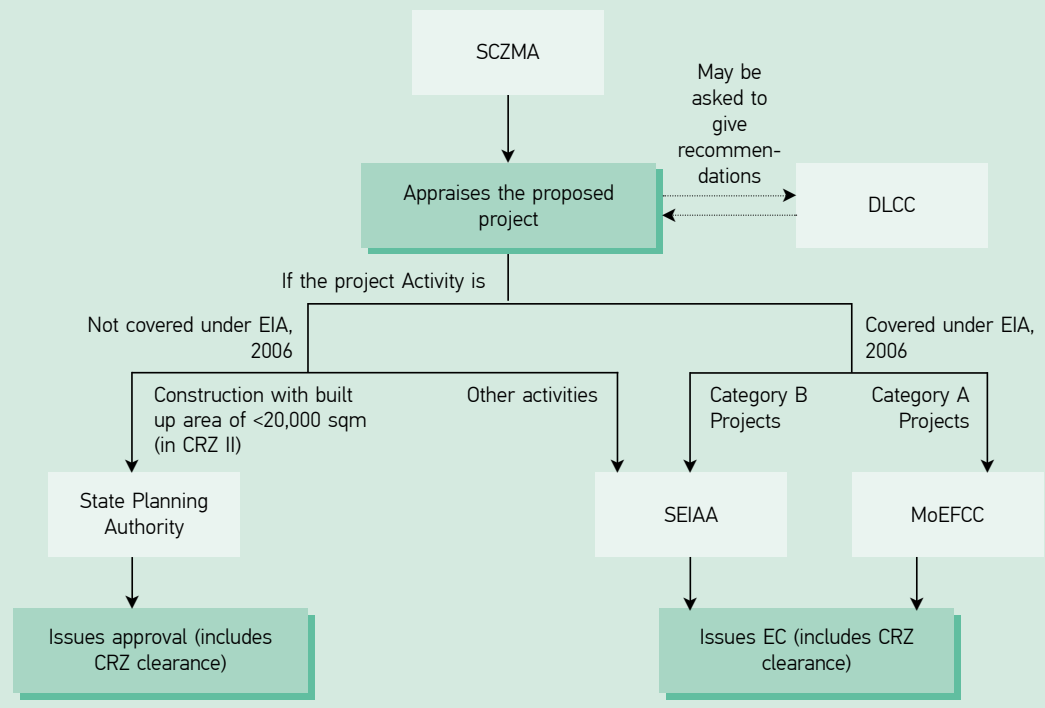 SCZMA
May be
asked to
give
recommen-
dations
Appraises the proposed
project
DLCC
If the project Activity is
Not covered under EIA,
2006
Covered under EIA,
2006
Construction with built
up area of <20,000 sqm
(in CRZ II)
Other activities
Category B
Projects
Category A
Projects
State Planning
Authority
SEIAA
MoEFCC
Issues approval (includes
CRZ clearance)
Issues EC (includes CRZ
clearance)